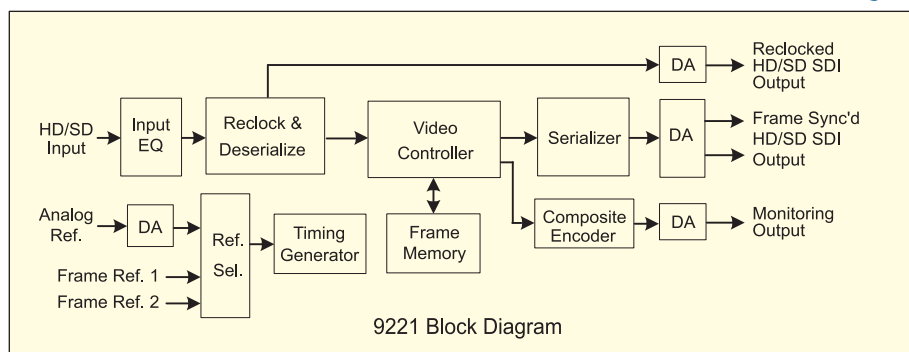 DA
Reclocked
HD/SD SDI
Output
HD/SD
Input
Input
EQ
Reclock &
Deserialize
Video
Controller
Serializer
DA
Frame Sync'd
HD/SD SDI
Output
Analog
Ref.
DA
Ref.
Sel.
Timing
Generator
Frame
Memory
Composite
Encoder
DA
Monitoring
Output
Frame Ref. 1
Frame Ref. 2
9221 Block Diagram